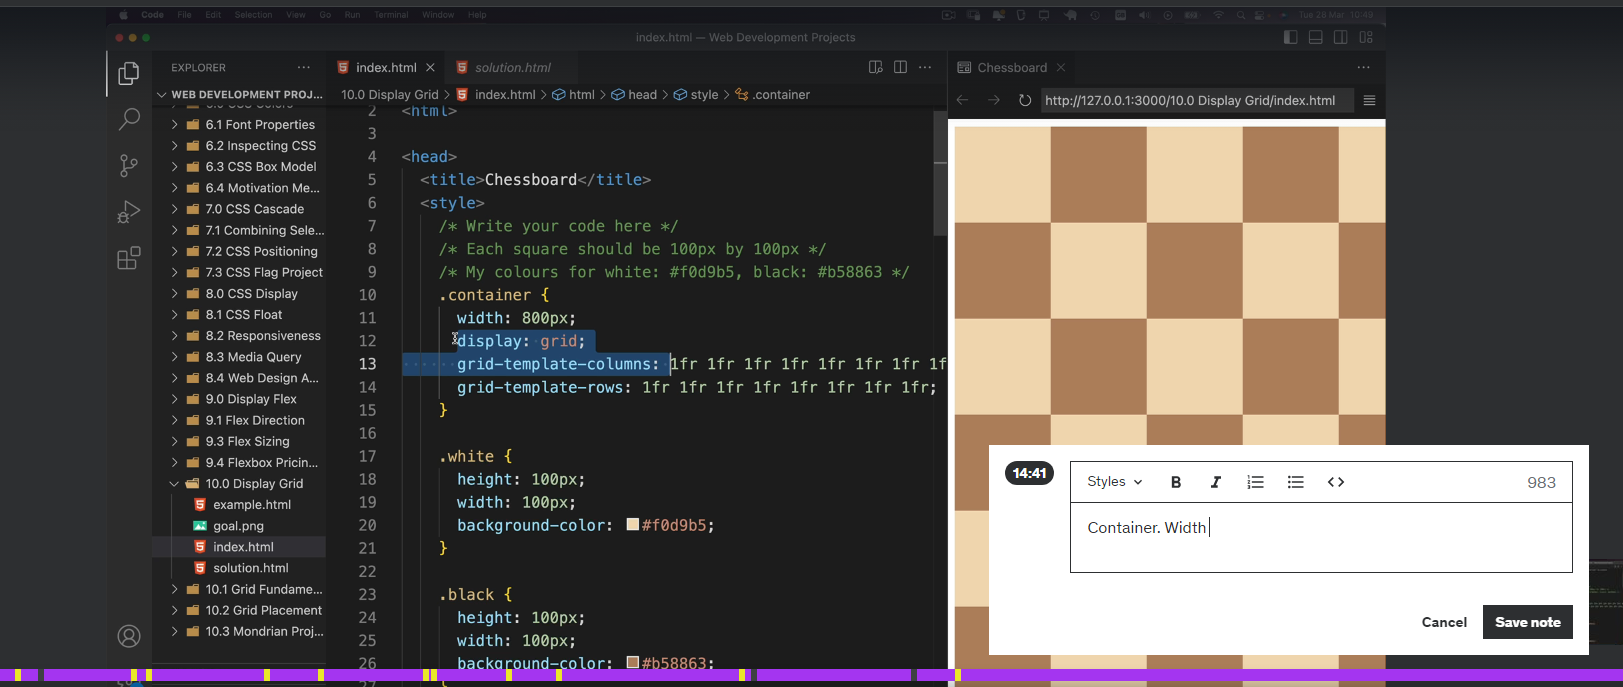 Code File Edit Selection View Go Run Terminal Window Help
Tue 28 Mar 10:49
index.html — Web Development Projects
EXPLORER ···
WEB DEVELOPMENT PROJ...
6.1 Font Properties
6.2 Inspecting CSS
6.3 CSS Box Model
6.4 Motivation Me...
7.0 CSS Cascade
7.1 Combining Sele...
7.2 CSS Positioning
7.3 CSS Flag Project
8.0 CSS Display
8.1 CSS Float
8.2 Responsiveness
8.3 Media Query
8.4 Web Design A...
9.0 Display Flex
9.1 Flex Direction
9.3 Flex Sizing
9.4 Flexbox Pricin...
10.0 Display Grid
example.html
goal.png
index.html
solution.html
10.1 Grid Fundame...
10.2 Grid Placement
10.3 Mondrian Proj...
index.html solution.html
10.0 Display Grid > index.html > html > head > style > .container
2 <html>
3
4 <head>
5 <title>Chessboard</title>
6 <style>
7 /* Write your code here */
8 /* Each square should be 100px by 100px */
9 /* My colours for white: #f0d9b5, black: #b58863 */
10 .container {
11 width: 800px;
12 display: grid;
13 grid-template-columns: 1fr 1fr 1fr 1fr 1fr 1fr 1fr 1f
14 grid-template-rows: 1fr 1fr 1fr 1fr 1fr 1fr 1fr 1fr;
15 }
16
17 .white {
18 height: 100px;
19 width: 100px;
20 background-color: #f0d9b5;
21 }
22
23 .black {
24 height: 100px;
25 width: 100px;
26 background-color: #b58863;
27 }
Chessboard
http://127.0.0.1:3000/10.0 Display Grid/index.html
14:41
Styles B I <> 983
Container. Width
Cancel Save note